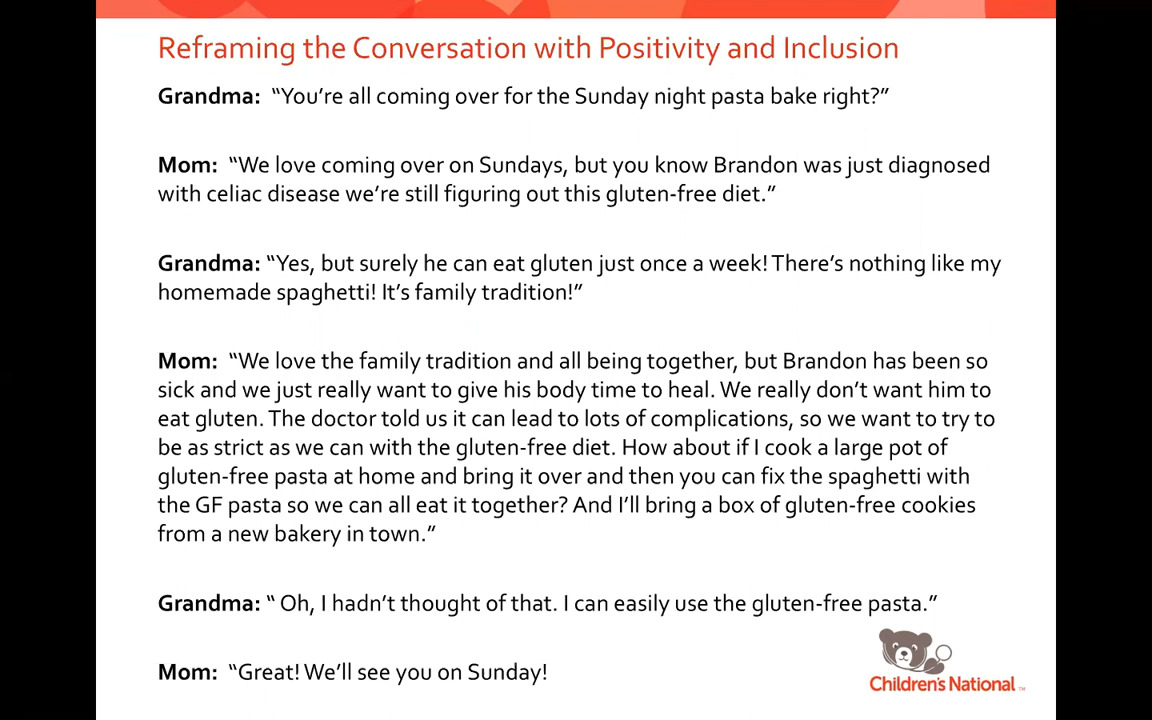 Reframing the Conversation with Positivity and Inclusion
Grandma: “You’re all coming over for the Sunday night pasta bake right?”
Mom: “We love coming over on Sundays, but you know Brandon was just diagnosed
with celiac disease we’re still figuring out this gluten-free diet.”
Grandma: “Yes, but surely he can eat gluten just once a week! There’s nothing like my
homemade spaghetti! It’s family tradition!”
Mom: “We love the family tradition and all being together, but Brandon has been so
sick and we just really want to give his body time to heal. We really don’t want him to
eat gluten. The doctor told us it can lead to lots of complications, so we want to try to
be as strict as we can with the gluten-free diet. How about if I cook a large pot of
gluten-free pasta at home and bring it over and then you can fix the spaghetti with
the GF pasta so we can all eat it together? And I’ll bring a box of gluten-free cookies
from a new bakery in town.”
Grandma: “ Oh, I hadn’t thought of that. I can easily use the gluten-free pasta.”
Mom: “Great! We’ll see you on Sunday!
Children’s National ™